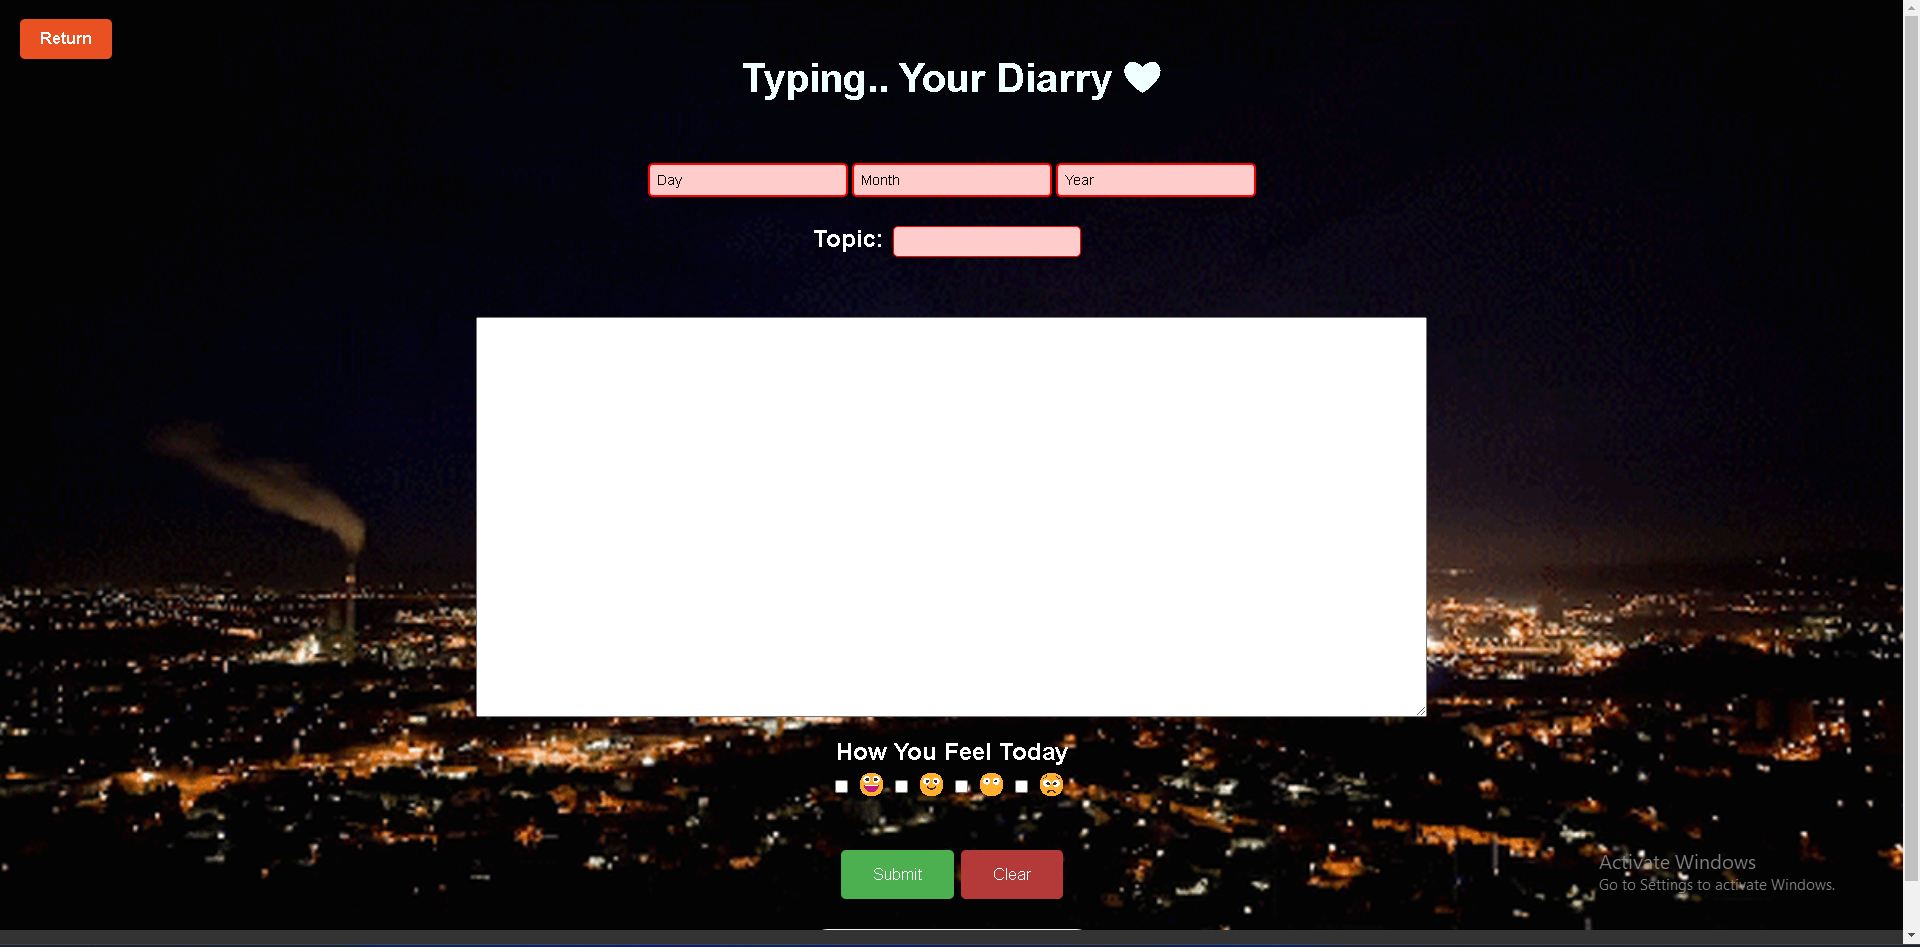 Return
Typing.. Your Diarry
Day Month Year
Topic:
How You Feel Today
Submit Clear
Activate Windows
Go to Settings to activate Windows.